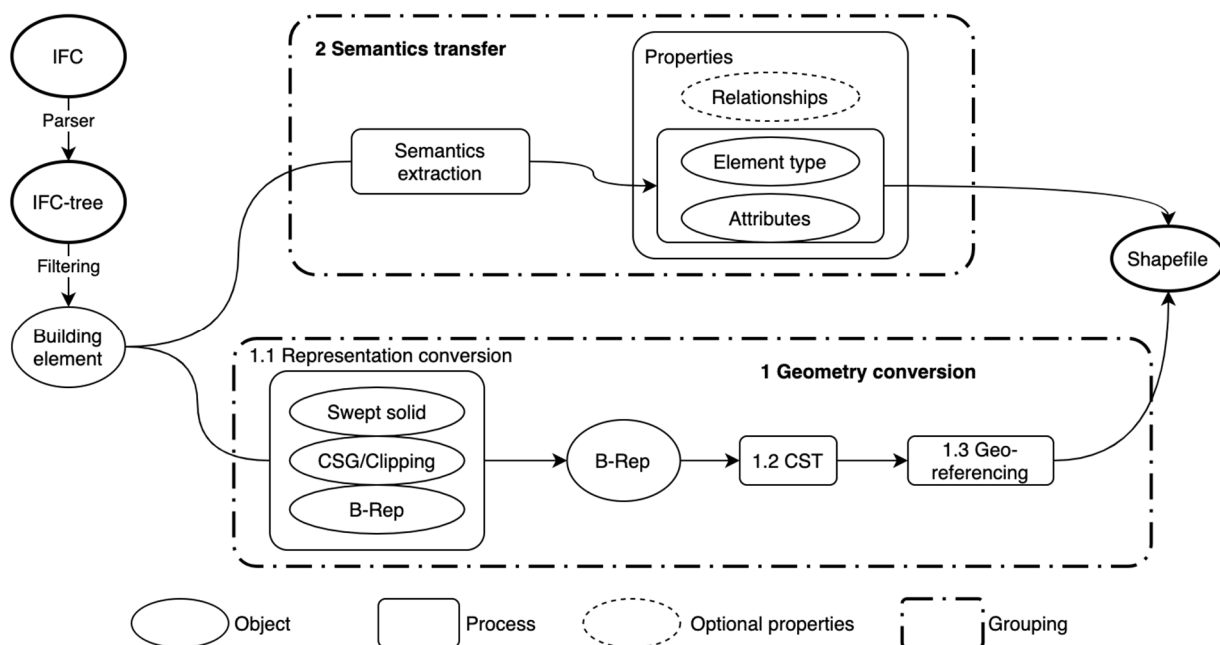 IFC
Parser
IFC-tree
Filtering
Building
element
2 Semantics transfer
Semantics
extraction
Properties
Relationships
Element type
Attributes
Shapefile
1.1 Representation conversion
1 Geometry conversion
Swept solid
CSG/Clipping
B-Rep
B-Rep
1.2 CST
1.3 Geo-
referencing
Object
Process
Optional properties
Grouping